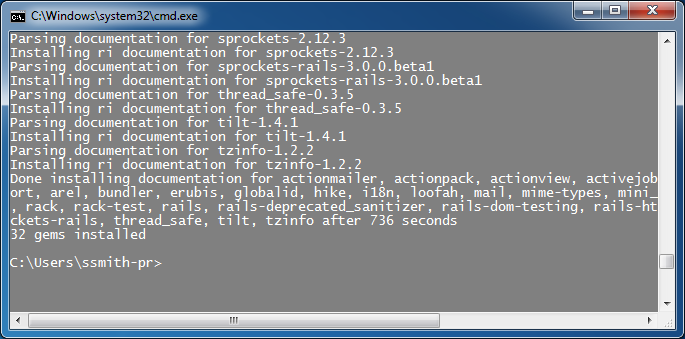 C:\Windows\system32\cmd.exe
Parsing documentation for sprockets-2.12.3
Installing ri documentation for sprockets-2.12.3
Parsing documentation for sprockets-rails-3.0.0.beta1
Installing ri documentation for sprockets-rails-3.0.0.beta1
Parsing documentation for thread_safe-0.3.5
Installing ri documentation for thread_safe-0.3.5
Parsing documentation for tilt-1.4.1
Installing ri documentation for tilt-1.4.1
Parsing documentation for tzinfo-1.2.2
Installing ri documentation for tzinfo-1.2.2
Done installing documentation for actionmailer, actionpack, actionview, activejob
ort, arel, bundler, erubis, globalid, hike, i18n, loofah, mail, mime-types, mini_
, rack, rack-test, rails, rails-deprecated_sanitizer, rails-dom-testing, rails-ht
ckets-rails, thread_safe, tilt, tzinfo after 736 seconds
32 gems installed
C:\Users\ssmith-pr>